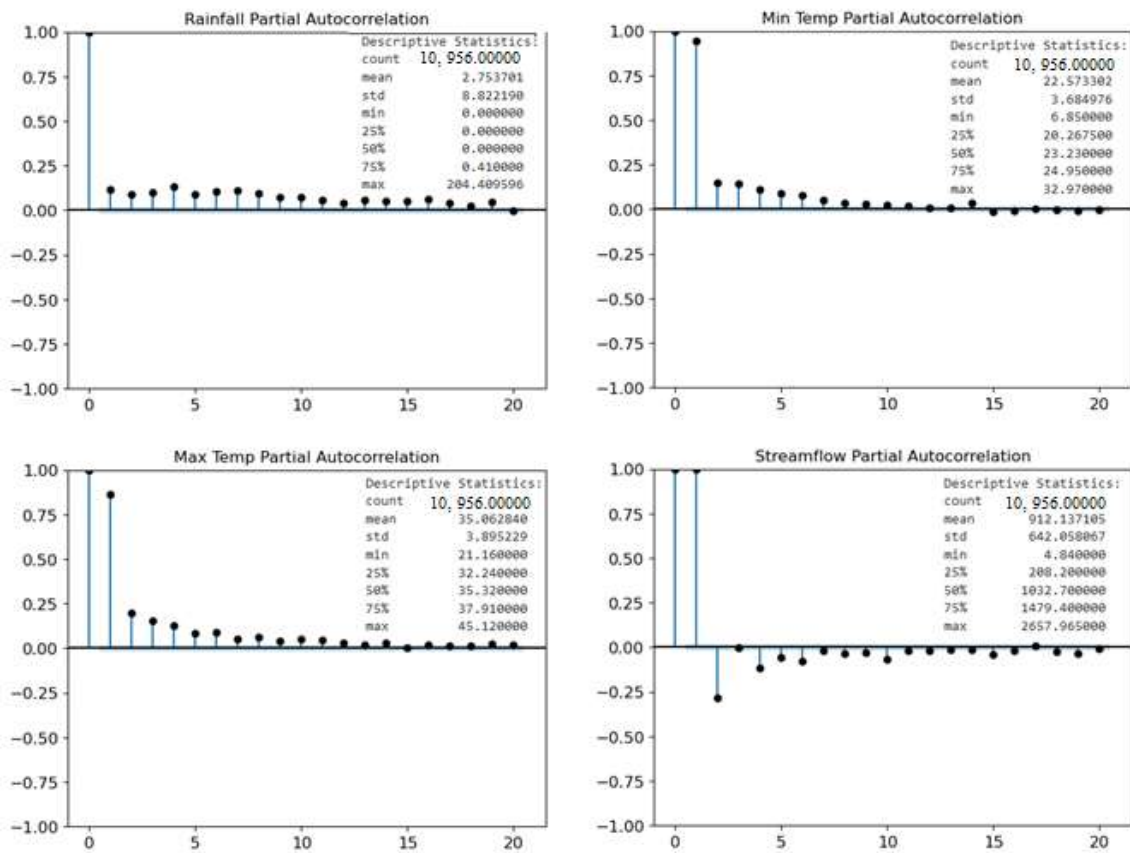 Rainfall Partial Autocorrelation
1.00
0.75
0.50
0.25
0.00
−0.25
−0.50
−0.75
−1.00
0 5 10 15 20
Descriptive Statistics:
count 10, 956.00000
mean 2.753701
std 8.822190
min 0.000000
25% 0.000000
50% 0.000000
75% 0.410000
max 204.409596
Min Temp Partial Autocorrelation
1.00
0.75
0.50
0.25
0.00
−0.25
−0.50
−0.75
−1.00
0 5 10 15 20
Descriptive Statistics:
count 10, 956.00000
mean 22.573302
std 3.684976
min 6.850000
25% 20.267500
50% 23.230000
75% 24.950000
max 32.970000
Max Temp Partial Autocorrelation
1.00
0.75
0.50
0.25
0.00
−0.25
−0.50
−0.75
−1.00
0 5 10 15 20
Descriptive Statistics:
count 10, 956.00000
mean 35.062840
std 3.895229
min 21.160000
25% 32.240000
50% 35.320000
75% 37.910000
max 45.120000
Streamflow Partial Autocorrelation
1.00
0.75
0.50
0.25
0.00
−0.25
−0.50
−0.75
−1.00
0 5 10 15 20
Descriptive Statistics:
count 10, 956.00000
mean 912.137105
std 642.058067
min 4.840000
25% 208.200000
50% 1032.700000
75% 1479.400000
max 2657.965000